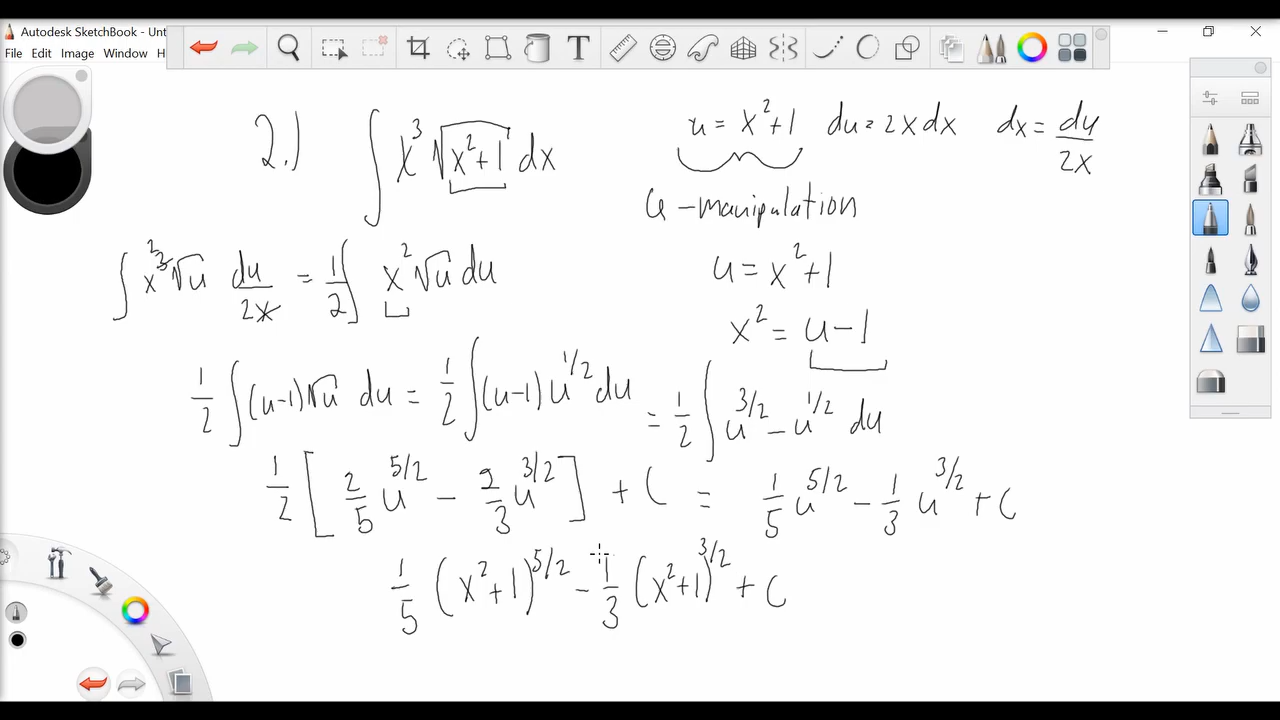 Autodesk SketchBook - Unt
File Edit Image Window H
T
2.) ∫ x³ √(x²+1) dx
u = x²+1 du = 2x dx dx = du/2x
u - manipulation
∫ x³ ² √u du/2x = 1/2 ∫ x² √u du
u = x²+1
x² = u-1
1/2 ∫ (u-1) √u du = 1/2 ∫ (u-1) u^1/2 du = 1/2 ∫ u^3/2 - u^1/2 du
1/2 [ 2/5 u^5/2 - 2/3 u^3/2 ] + C = 1/5 u^5/2 - 1/3 u^3/2 + C
1/5 (x²+1)^5/2 - 1/3 (x²+1)^3/2 + C